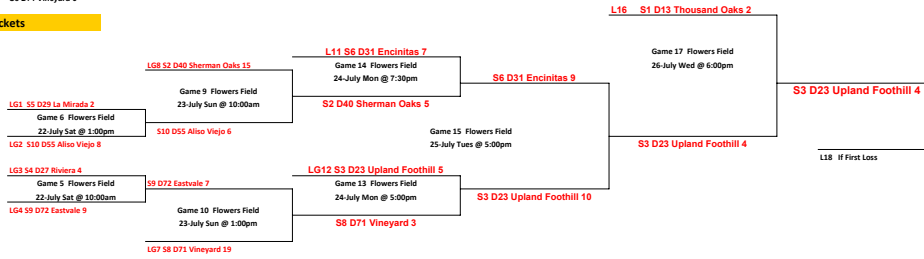 ckets
L16 S1 D13 Thousand Oaks 2
L11 S6 D31 Encinitas 7
LG8 S2 D40 Sherman Oaks 15
Game 14 Flowers Field
24-July Mon @ 7:30pm
Game 17 Flowers Field
26-July Wed @ 6:00pm
S6 D31 Encinitas 9
Game 9 Flowers Field
23-July Sun @ 10:00am
S3 D23 Upland Foothill 4
LG1 S5 D29 La Mirada 2
S2 D40 Sherman Oaks 5
Game 6 Flowers Field
22-July Sat @ 1:00pm
S10 D55 Aliso Viejo 6
Game 15 Flowers Field
25-July Tues @ 5:00pm
LG2 S10 D55 Aliso Viejo 8
S3 D23 Upland Foothill 4
L18 If First Loss
LG3 S4 D27 Riviera 4
LG12 S3 D23 Upland Foothill 5
Game 5 Flowers Field
22-July Sat @ 10:00am
S9 D72 Eastvale 7
Game 13 Flowers Field
24-July Mon @ 5:00pm
S3 D23 Upland Foothill 10
LG4 S9 D72 Eastvale 9
Game 10 Flowers Field
23-July Sun @ 1:00pm
S8 D71 Vineyard 3
LG7 S8 D71 Vineyard 19